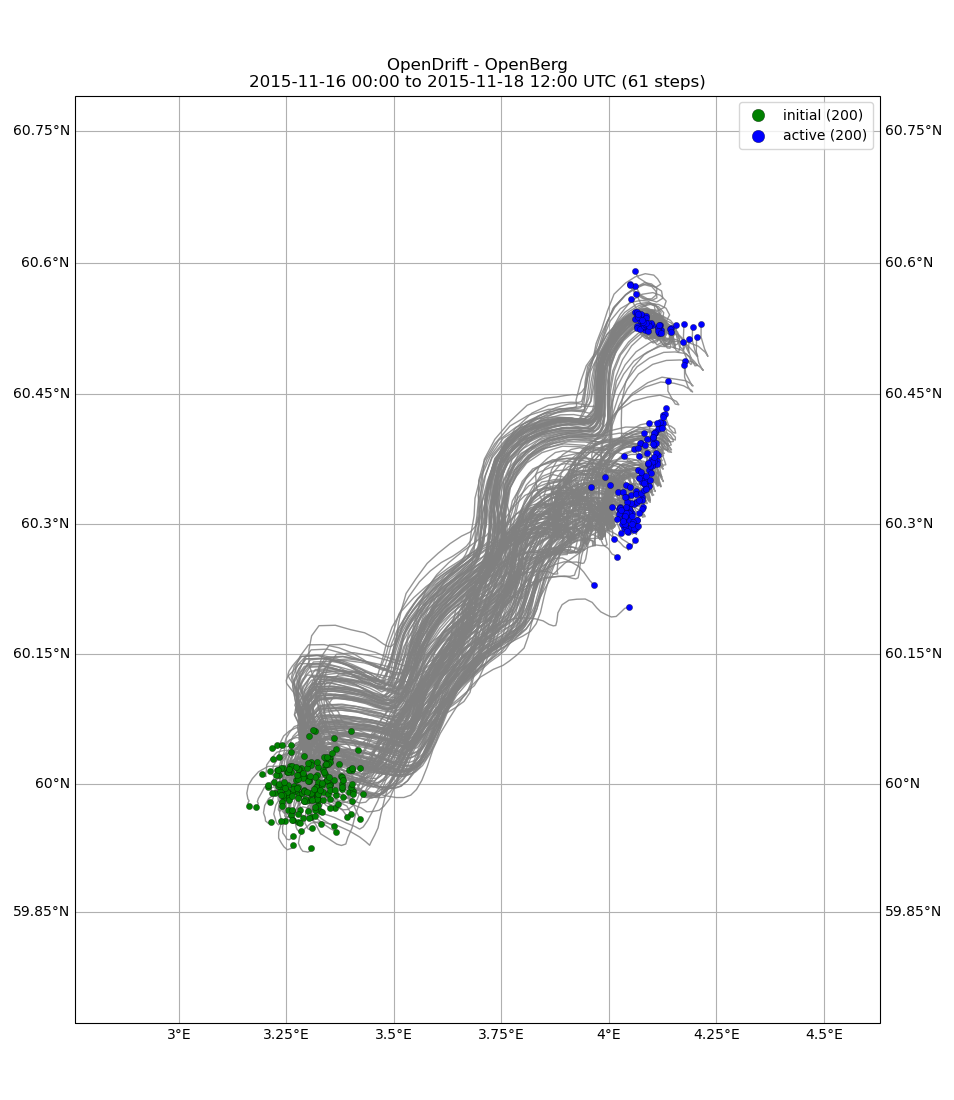 OpenDrift - OpenBerg
2015-11-16 00:00 to 2015-11-18 12:00 UTC (61 steps)
initial (200)
active (200)
60.75°N
60.75°N
60.6°N
60.6°N
60.45°N
60.45°N
60.3°N
60.3°N
60.15°N
60.15°N
60°N
60°N
59.85°N
59.85°N
3°E
3.25°E
3.5°E
3.75°E
4°E
4.25°E
4.5°E